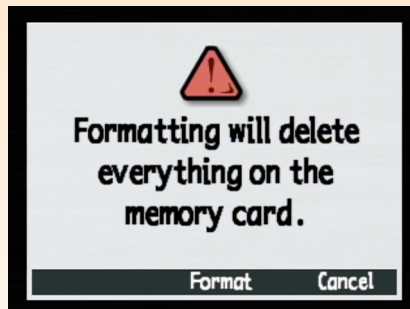 Formatting will delete
everything on the
memory card.
Format Cancel